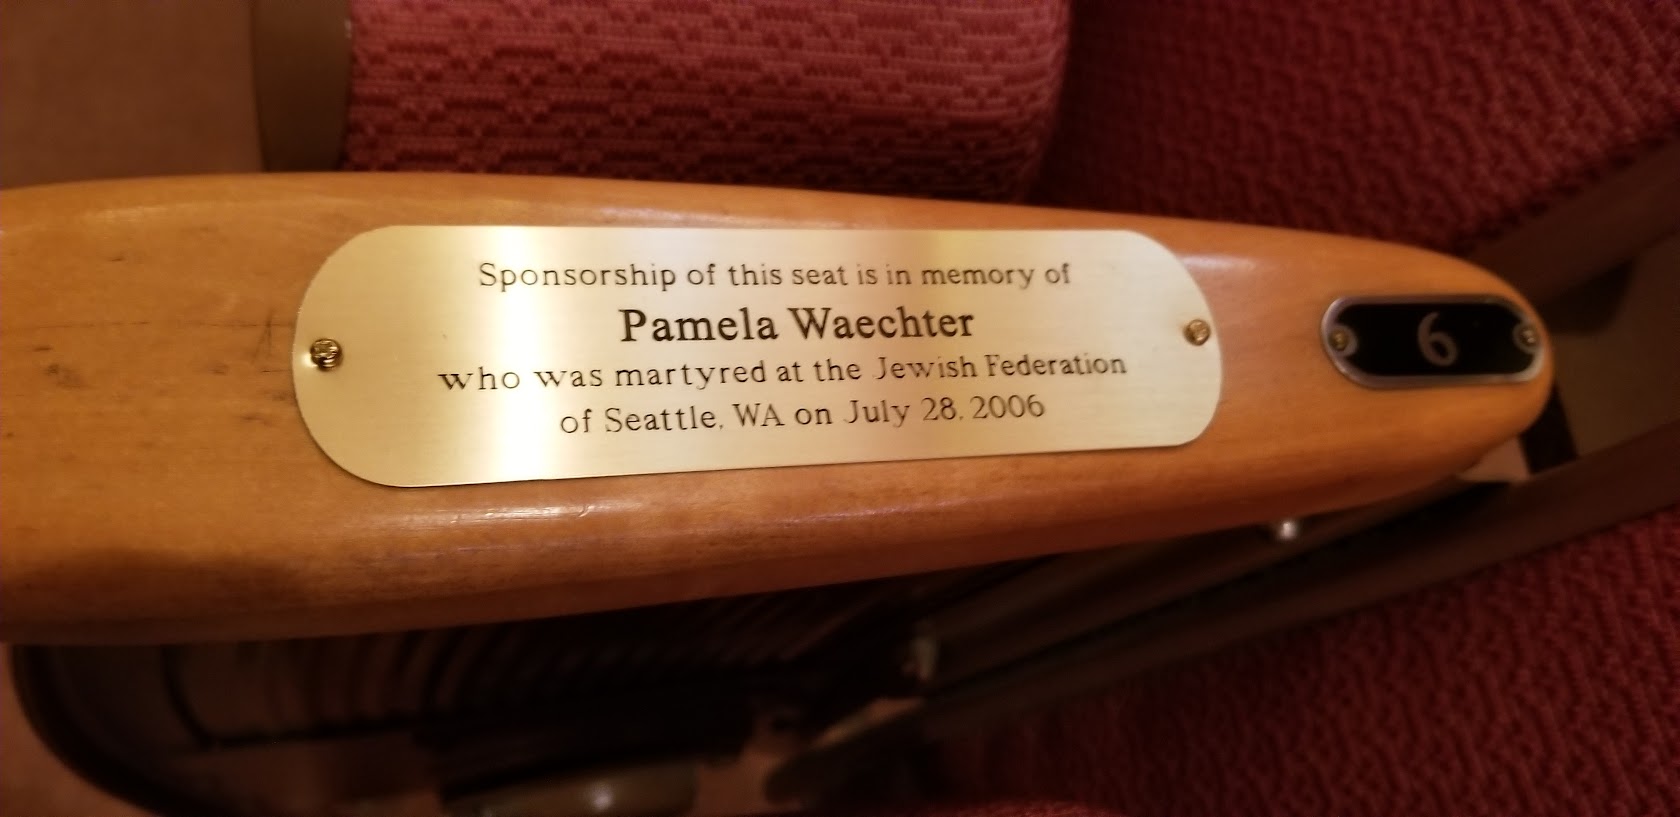 Sponsorship of this seat is in memory of
Pamela Waechter
who was martyred at the Jewish Federation
of Seattle, WA on July 28, 2006
6